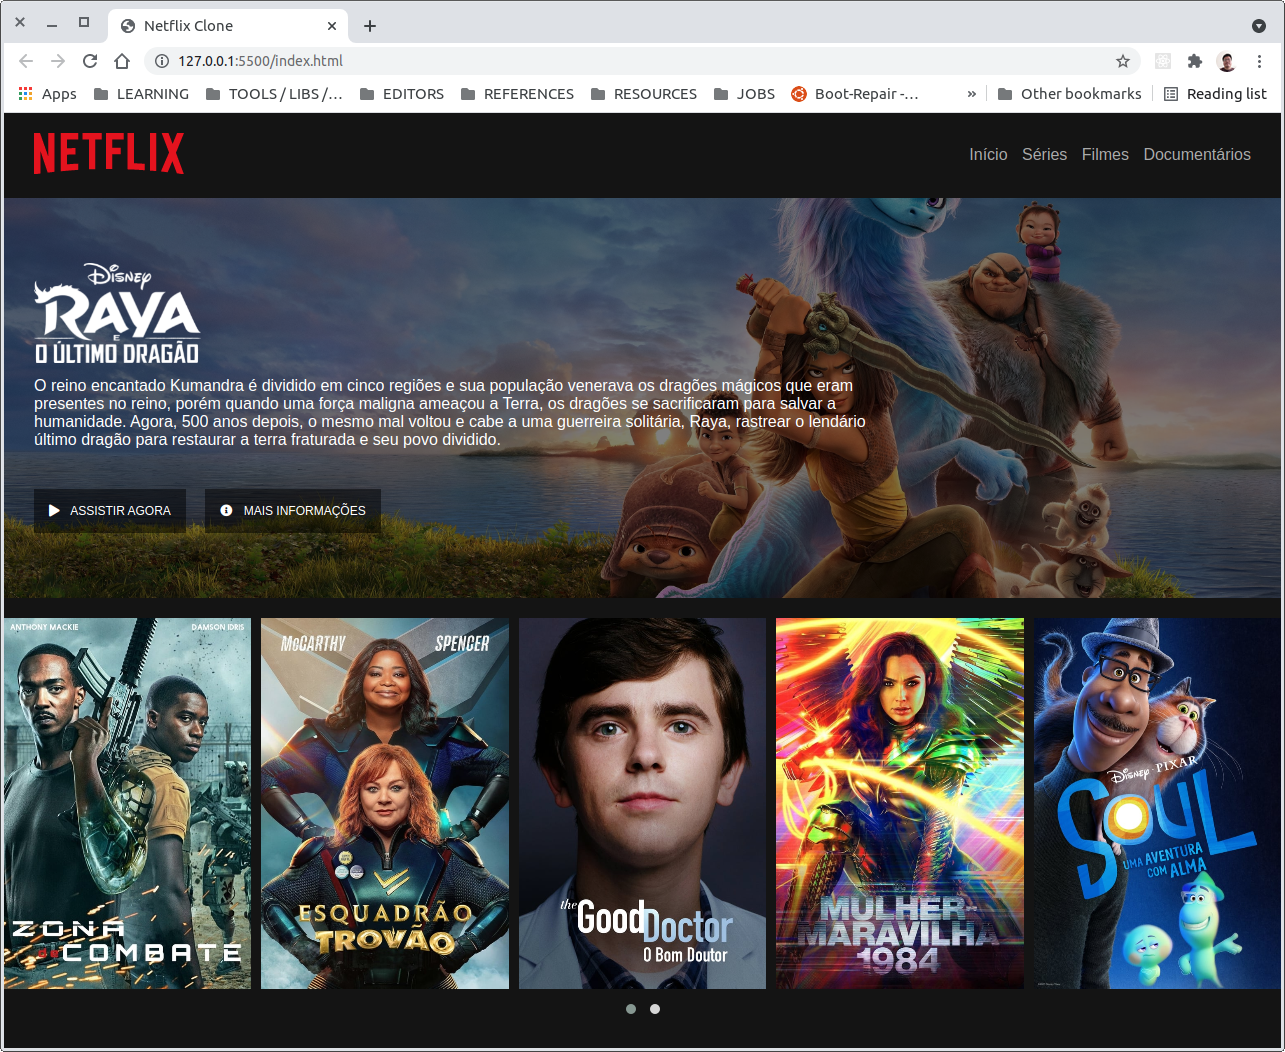 Netflix Clone
127.0.0.1:5500/index.html
Apps LEARNING TOOLS / LIBS /... EDITORS REFERENCES RESOURCES JOBS Boot-Repair -... » Other bookmarks Reading list
NETFLIX
Início Séries Filmes Documentários
Disney
RAYA
E
O ÚLTIMO DRAGÃO
O reino encantado Kumandra é dividido em cinco regiões e sua população venerava os dragões mágicos que eram
presentes no reino, porém quando uma força maligna ameaçou a Terra, os dragões se sacrificaram para salvar a
humanidade. Agora, 500 anos depois, o mesmo mal voltou e cabe a uma guerreira solitária, Raya, rastrear o lendário
último dragão para restaurar a terra fraturada e seu povo dividido.
ASSISTIR AGORA MAIS INFORMAÇÕES
ANTHONY MACKIE DAMSON IDRIS
ZONA
DE COMBATE
McCARTHY SPENCER
ESQUADRÃO
TROVÃO
the Good Doctor
O Bom Doutor
MULHER-
MARAVILHA
1984
Disney · PIXAR
SOUL
UMA AVENTURA
COM ALMA